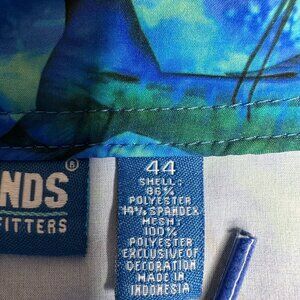 NDS
®
FITTERS
44
SHELL:
86%
POLYESTER
14% SPANDEX
MESH:
100%
POLYESTER
EXCLUSIVE OF
DECORATION
MADE IN
INDONESIA